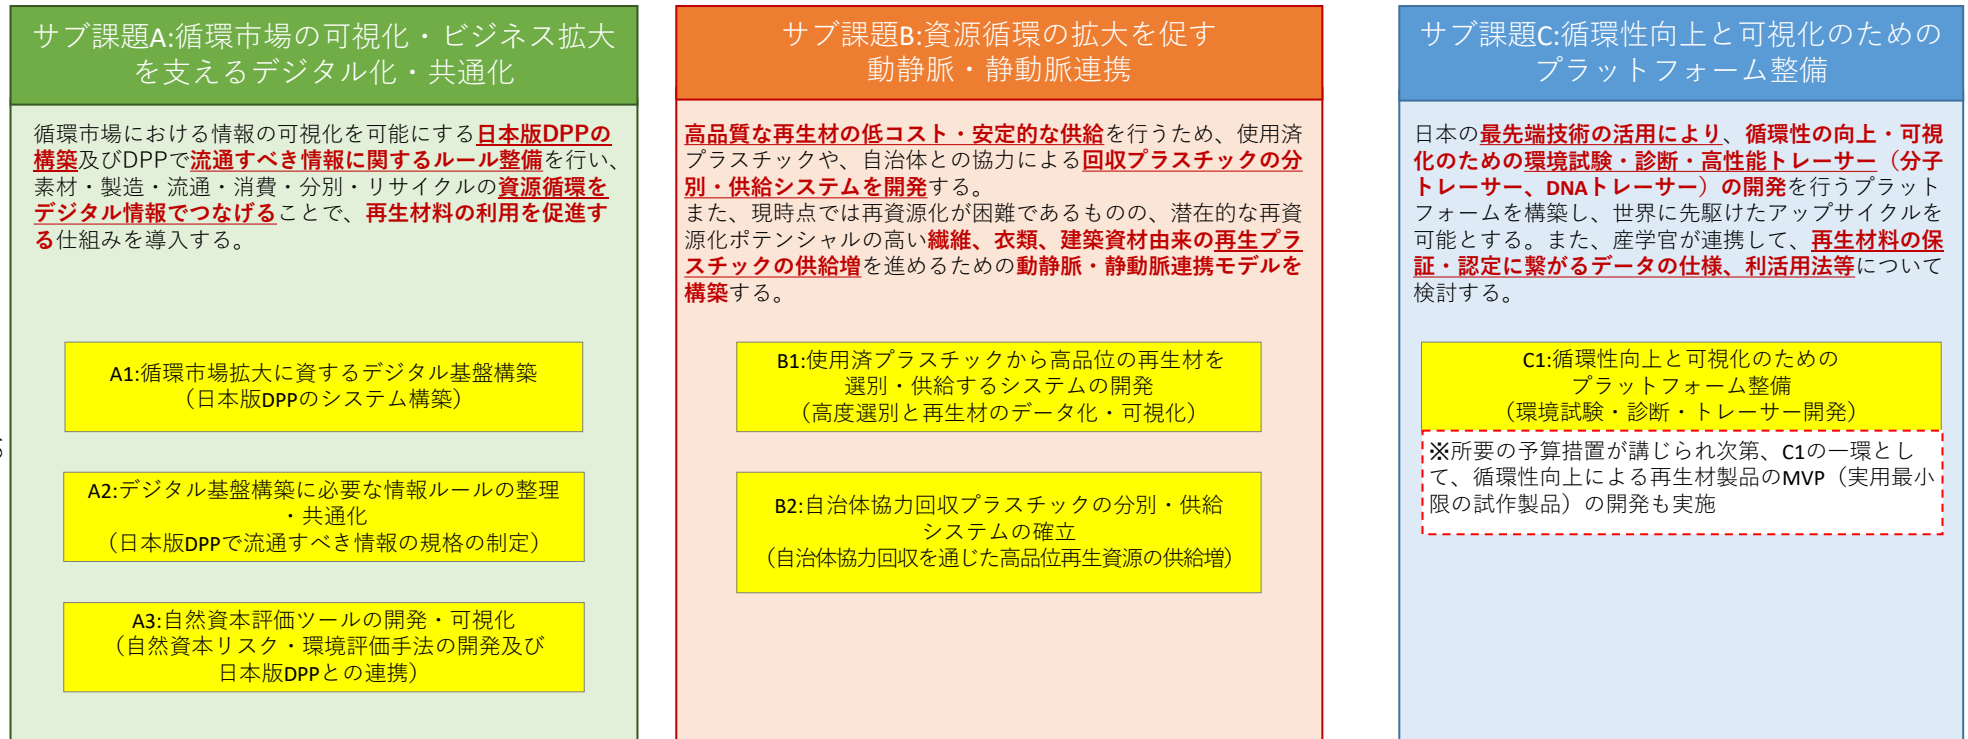 サブ課題A:循環市場の可視化・ビジネス拡大
を支えるデジタル化・共通化
循環市場における情報の可視化を可能にする日本版DPPの
構築及びDPPで流通すべき情報に関するルール整備を行い、
素材・製造・流通・消費・分別・リサイクルの資源循環を
デジタル情報でつなげることで、再生材料の利用を促進す
る仕組みを導入する。
A1:循環市場拡大に資するデジタル基盤構築
（日本版DPPのシステム構築）
A2:デジタル基盤構築に必要な情報ルールの整理
・共通化
（日本版DPPで流通すべき情報の規格の制定）
A3:自然資本評価ツールの開発・可視化
（自然資本リスク・環境評価手法の開発及び
日本版DPPとの連携）
サブ課題B:資源循環の拡大を促す
動静脈・静動脈連携
高品質な再生材の低コスト・安定的な供給を行うため、使用済
プラスチックや、自治体との協力による回収プラスチックの分
別・供給システムを開発する。
また、現時点では再資源化が困難であるものの、潜在的な再資
源化ポテンシャルの高い繊維、衣類、建築資材由来の再生プラ
スチックの供給増を進めるための動静脈・静動脈連携モデルを
構築する。
B1:使用済プラスチックから高品位の再生材を
選別・供給するシステムの開発
（高度選別と再生材のデータ化・可視化）
B2:自治体協力回収プラスチックの分別・供給
システムの確立
（自治体協力回収を通じた高品位再生資源の供給増）
サブ課題C:循環性向上と可視化のための
プラットフォーム整備
日本の最先端技術の活用により、循環性の向上・可視
化のための環境試験・診断・高性能トレーサー（分子
トレーサー、DNAトレーサー）の開発を行うプラット
フォームを構築し、世界に先駆けたアップサイクルを
可能とする。また、産学官が連携して、再生材料の保
証・認定に繋がるデータの仕様、利活用法等について
検討する。
C1:循環性向上と可視化のための
プラットフォーム整備
（環境試験・診断・トレーサー開発）
※所要の予算措置が講じられ次第、C1の一環とし
て、循環性向上による再生材製品のMVP（実用最小
限の試作製品）の開発も実施